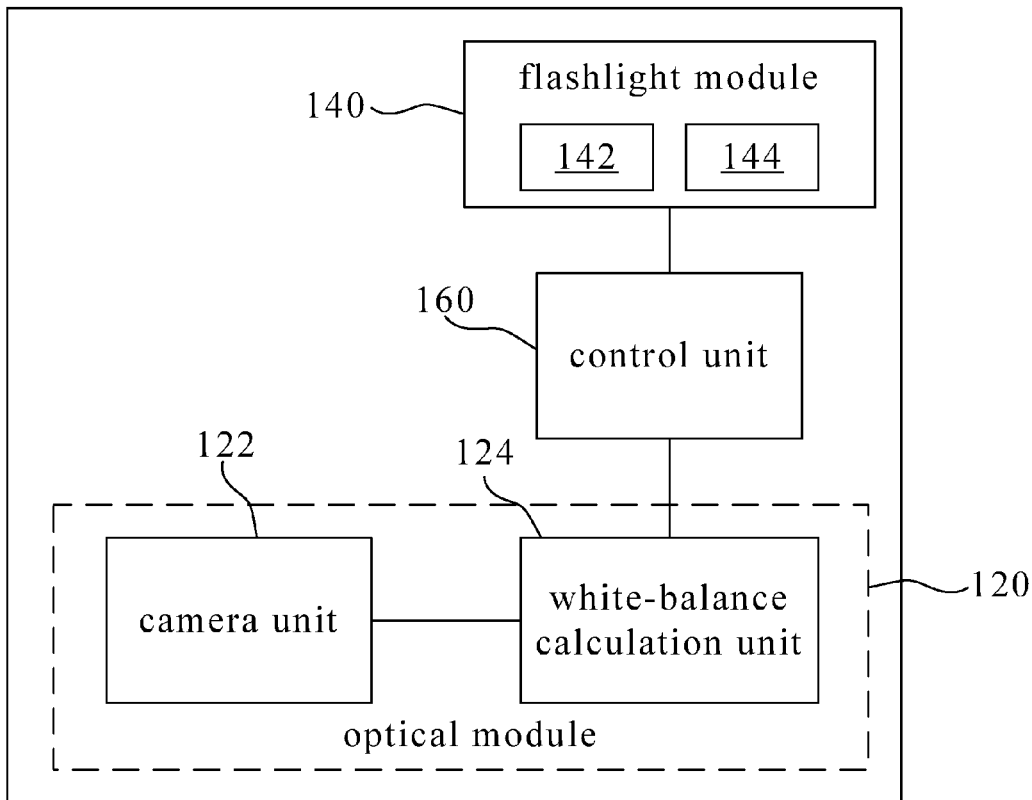 flashlight module
140
142 144
160
control unit
122
124
camera unit
white-balance
calculation unit
120
optical module